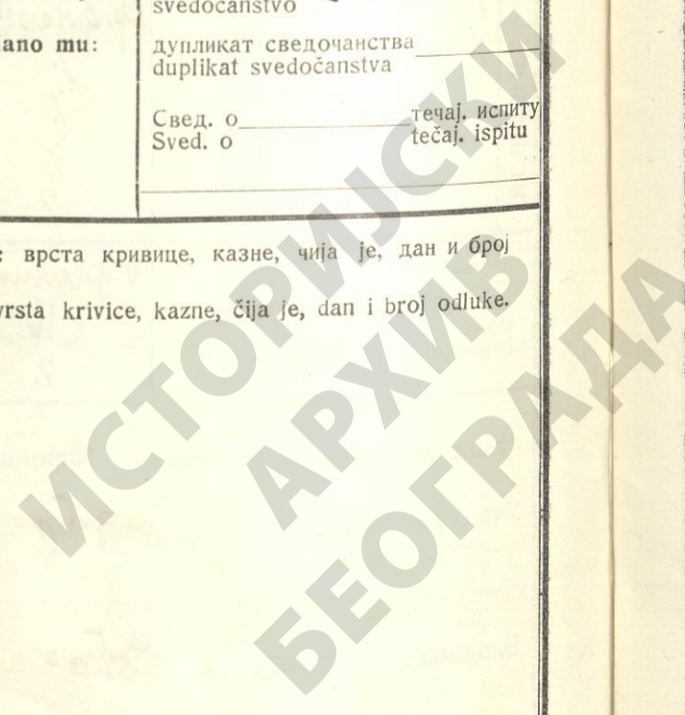 svedočanstvo
ano mu:
дупликат сведочанства
duplikat svedočanstva
Свед. о течај. испиту
Sved. o tečaj. ispitu
: врста кривице, казне, чија је, дан и број
vrsta krivice, kazne, čija je, dan i broj odluke.
ИСТОРИЈСКИ
АРХИВ
БЕОГРАДА